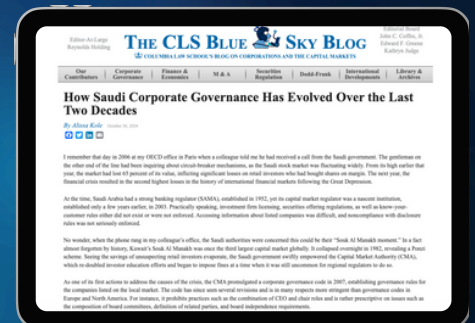 Editor-At-Large
Reynolds Holding
THE CLS BLUE SKY BLOG
COLUMBIA LAW SCHOOL'S BLOG ON CORPORATIONS AND THE CAPITAL MARKETS
Editorial Board
John C. Coffee, Jr.
Edward F. Greene
Kathryn Judge
Our Contributors
Corporate Governance
Finance & Economics
M & A
Securities Regulation
Dodd-Frank
International Developments
Library & Archives
How Saudi Corporate Governance Has Evolved Over the Last
Two Decades
By Alissa Kole October 30, 2024
I remember that day in 2006 at my OECD office in Paris when a colleague told me he had received a call from the Saudi government. The gentleman on
the other end of the line had been inquiring about circuit-breaker mechanisms, as the Saudi stock market was fluctuating widely. From its high earlier that
year, the market had lost 65 percent of its value, inflicting significant losses on retail investors who had bought shares on margin. The next year, the
financial crisis resulted in the second highest losses in the history of international financial markets following the Great Depression.
At the time, Saudi Arabia had a strong banking regulator (SAMA), established in 1952, yet its capital market regulator was a nascent institution,
established only a few years earlier, in 2003. Practically speaking, investment firm licensing, securities offering regulations, as well as know-your-
customer rules either did not exist or were not enforced. Accessing information about listed companies was difficult, and noncompliance with disclosure
rules was not seriously enforced.
No wonder, when the phone rang in my colleague's office, the Saudi authorities were concerned this could be their "Souk Al Manakh moment." In a fact
almost forgotten by history, Kuwait's Souk Al Manakh was once the third largest capital market globally. It collapsed overnight in 1982, revealing a Ponzi
scheme. Seeing the savings of unsuspecting retail investors evaporate, the Saudi government swiftly empowered the Capital Market Authority (CMA),
which re-doubled investor education efforts and began to impose fines at a time when it was still uncommon for regional regulators to do so.
As one of its first actions to address the causes of the crisis, the CMA promulgated a corporate governance code in 2007, establishing governance rules for
the companies listed on the local market. The code has since seen several revisions and is in many respects more stringent than governance codes in
Europe and North America. For instance, it prohibits practices such as the combination of CEO and chair roles and is rather prescriptive on issues such as
the composition of board committees, definition of related parties, and board independence requirements.